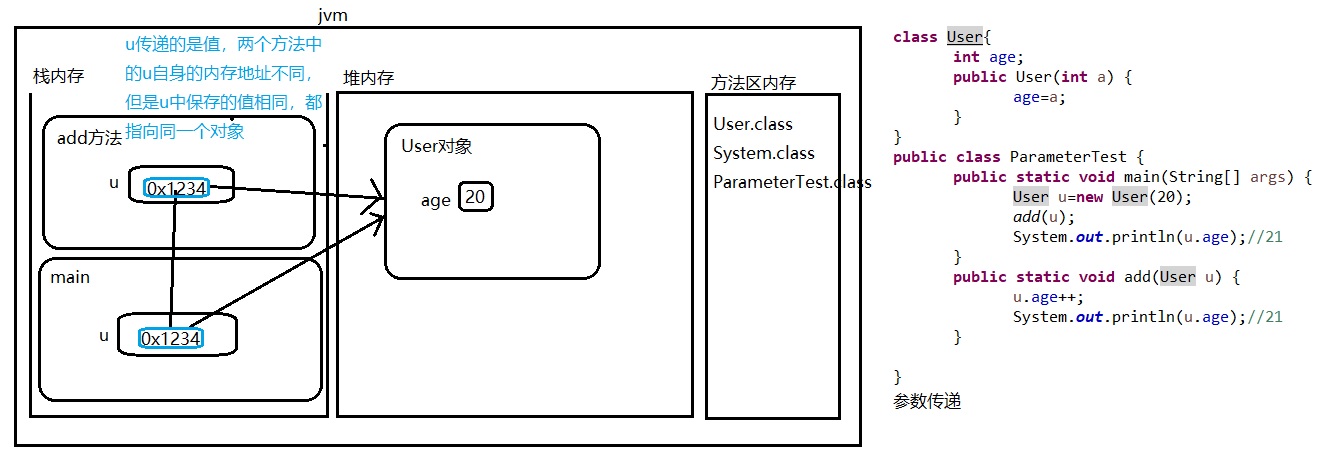 jvm
u传递的是值，两个方法中
的u自身的内存地址不同，
但是u中保存的值相同，都
指向同一个对象
栈内存
add方法
u
0x1234
main
u
0x1234
堆内存
User对象
age
20
方法区内存
User.class
System.class
ParameterTest.class
class User{
int age;
public User(int a) {
age=a;
}
}
public class ParameterTest {
public static void main(String[] args) {
User u=new User(20);
add(u);
System.out.println(u.age);//21
}
public static void add(User u) {
u.age++;
System.out.println(u.age);//21
}
}
参数传递